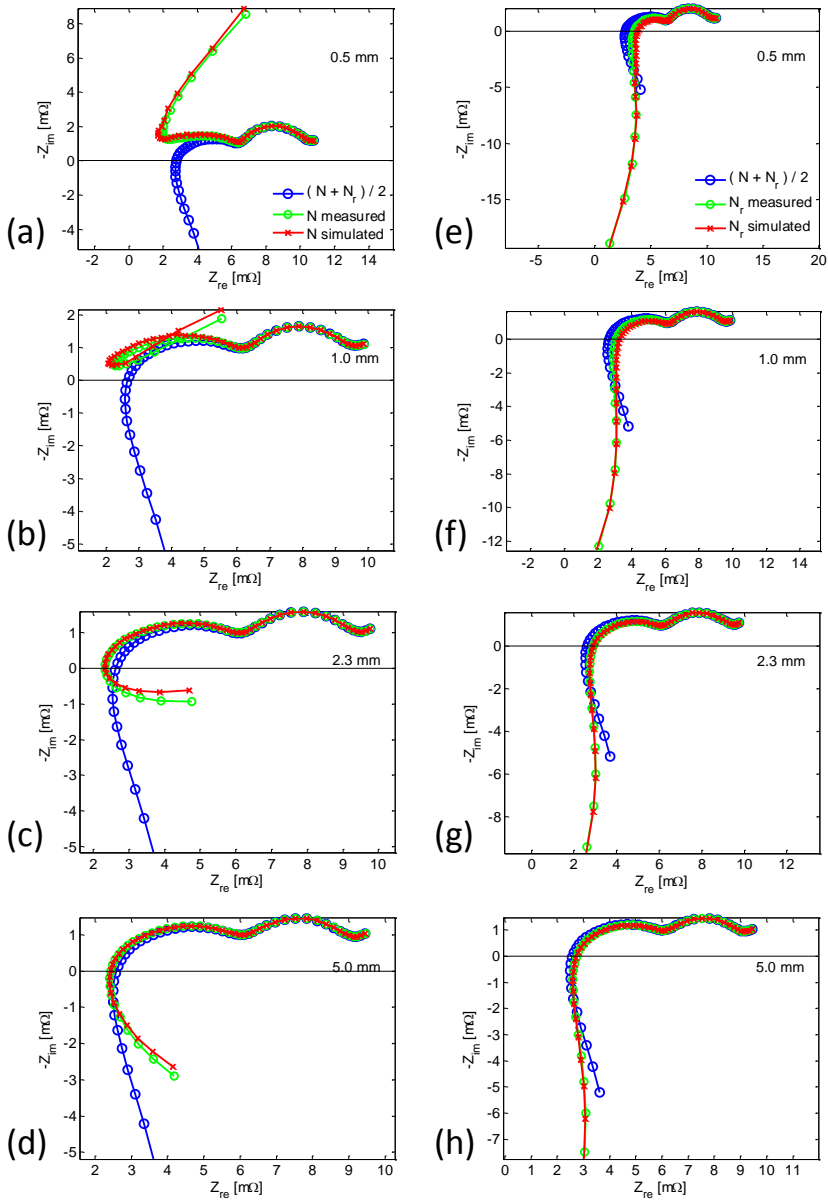 8
6
4
2
0
-2
-4
-2 0 2 4 6 8 10 12 14
-Z_im [mΩ]
Z_re [mΩ]
0.5 mm
( N + N_r ) / 2
N measured
N simulated
(a)
5
0
-5
-10
-15
-5 0 5 10 15 20
-Z_im [mΩ]
Z_re [mΩ]
0.5 mm
( N + N_r ) / 2
N_r measured
N_r simulated
(e)
2
1
0
-1
-2
-3
-4
-5
2 3 4 5 6 7 8 9 10
-Z_im [mΩ]
Z_re [mΩ]
1.0 mm
(b)
0
-2
-4
-6
-8
-10
-12
-4 -2 0 2 4 6 8 10 12 14
-Z_im [mΩ]
Z_re [mΩ]
1.0 mm
(f)
1
0
-1
-2
-3
-4
-5
2 3 4 5 6 7 8 9 10
-Z_im [mΩ]
Z_re [mΩ]
2.3 mm
(c)
0
-2
-4
-6
-8
0 2 4 6 8 10 12
-Z_im [mΩ]
Z_re [mΩ]
2.3 mm
(g)
1
0
-1
-2
-3
-4
-5
2 3 4 5 6 7 8 9 10
-Z_im [mΩ]
Z_re [mΩ]
5.0 mm
(d)
1
0
-1
-2
-3
-4
-5
-6
-7
0 1 2 3 4 5 6 7 8 9 10 11
-Z_im [mΩ]
Z_re [mΩ]
5.0 mm
(h)